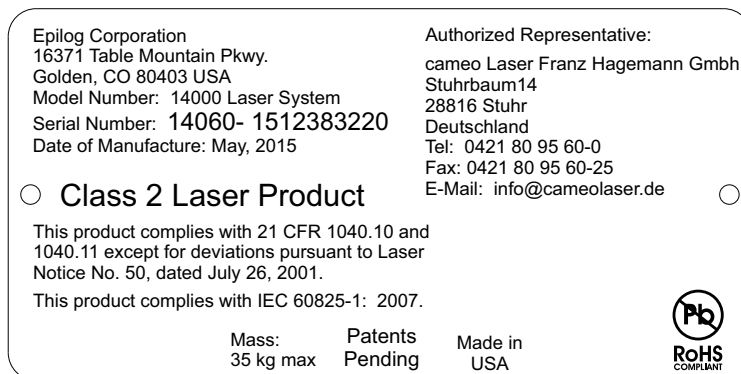 Epilog Corporation
16371 Table Mountain Pkwy.
Golden, CO 80403 USA
Model Number: 14000 Laser System
Serial Number: 14060- 1512383220
Date of Manufacture: May, 2015
Authorized Representative:
cameo Laser Franz Hagemann Gmbh
Stuhrbaum14
28816 Stuhr
Deutschland
Tel: 0421 80 95 60-0
Fax: 0421 80 95 60-25
E-Mail: info@cameolaser.de
Class 2 Laser Product
This product complies with 21 CFR 1040.10 and
1040.11 except for deviations pursuant to Laser
Notice No. 50, dated July 26, 2001.
This product complies with IEC 60825-1: 2007.
Mass:
35 kg max
Patents
Pending
Made in
USA
Pb
RoHS
COMPLIANT